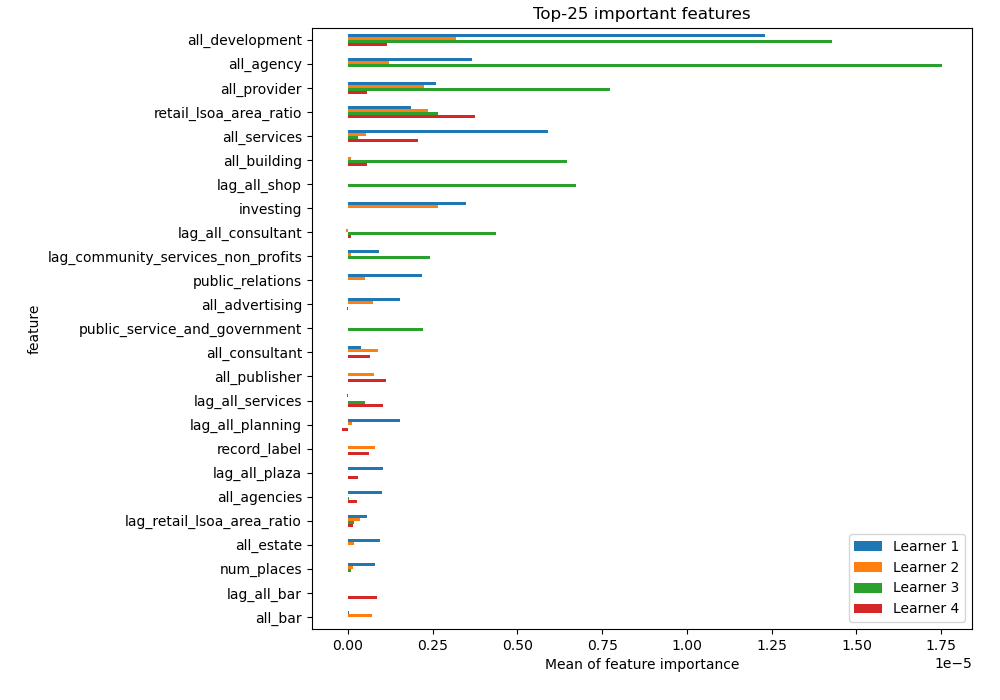 Top-25 important features
all_development
all_agency
all_provider
retail_lsoa_area_ratio
all_services
all_building
lag_all_shop
investing
lag_all_consultant
lag_community_services_non_profits
public_relations
all_advertising
public_service_and_government
all_consultant
all_publisher
lag_all_services
lag_all_planning
record_label
lag_all_plaza
all_agencies
lag_retail_lsoa_area_ratio
all_estate
num_places
lag_all_bar
all_bar
feature
Learner 1
Learner 2
Learner 3
Learner 4
0.00 0.25 0.50 0.75 1.00 1.25 1.50 1.75
1e−5
Mean of feature importance